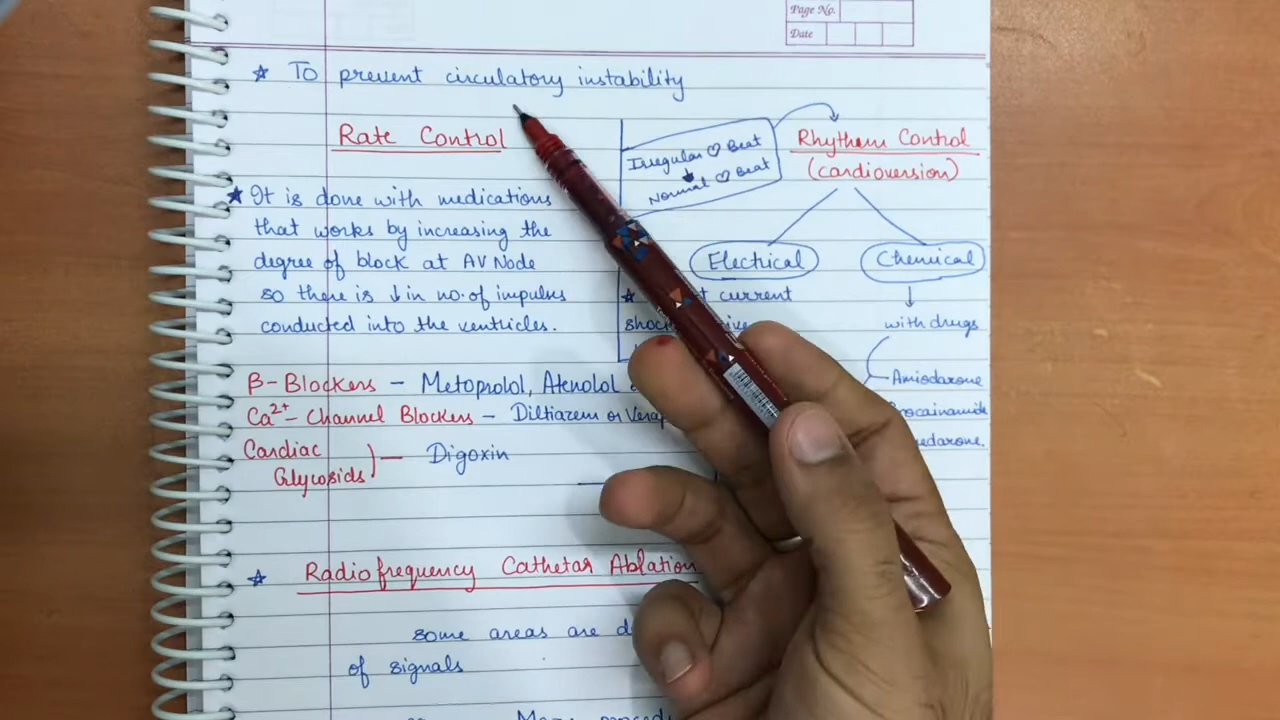 Page No.
Date
☆ To prevent circulatory instability
Rate Control
★ It is done with medications
that works by increasing the
degree of block at AV Node
so there is ↓ in no. of impulses
conducted into the ventricles.
Irregular ♡ Beat
↓
Normal ♡ Beat
Rhythem Control
(cardioversion)
Electrical
★ current
Chemical
↓
with drugs
Amiodarone
β-Blockers – Metoprolol, Atenolol
Ca²⁺- Channel Blockers – Diltiazem or
Cardiac
Glycosids ) – Digoxin
☆ Radiofrequency Cathetar Ablation
some areas are
of signals